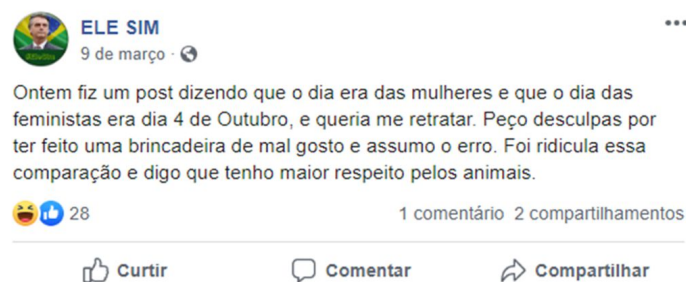 ELE SIM
9 de março
Ontem fiz um post dizendo que o dia era das mulheres e que o dia das
feministas era dia 4 de Outubro, e queria me retratar. Peço desculpas por
ter feito uma brincadeira de mal gosto e assumo o erro. Foi ridicula essa
comparação e digo que tenho maior respeito pelos animais.
28
1 comentário 2 compartilhamentos
Curtir
Comentar
Compartilhar